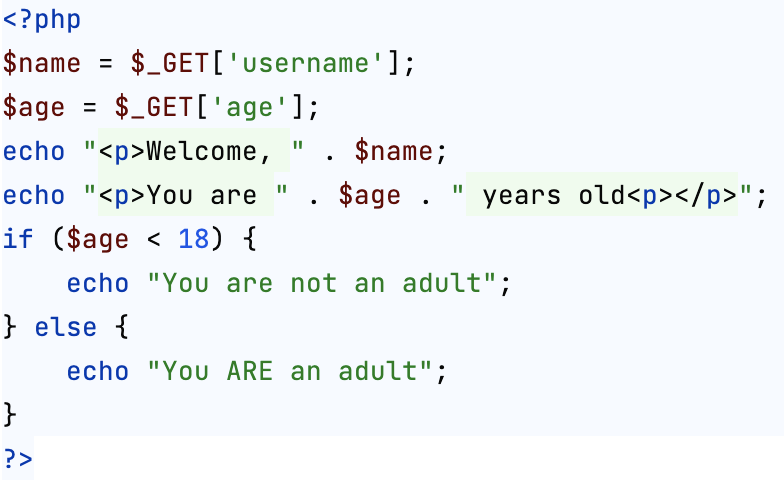 <?php
$name = $_GET['username'];
$age = $_GET['age'];
echo "<p>Welcome, " . $name;
echo "<p>You are " . $age . " years old<p></p>";
if ($age < 18) {
    echo "You are not an adult";
} else {
    echo "You ARE an adult";
}
?>